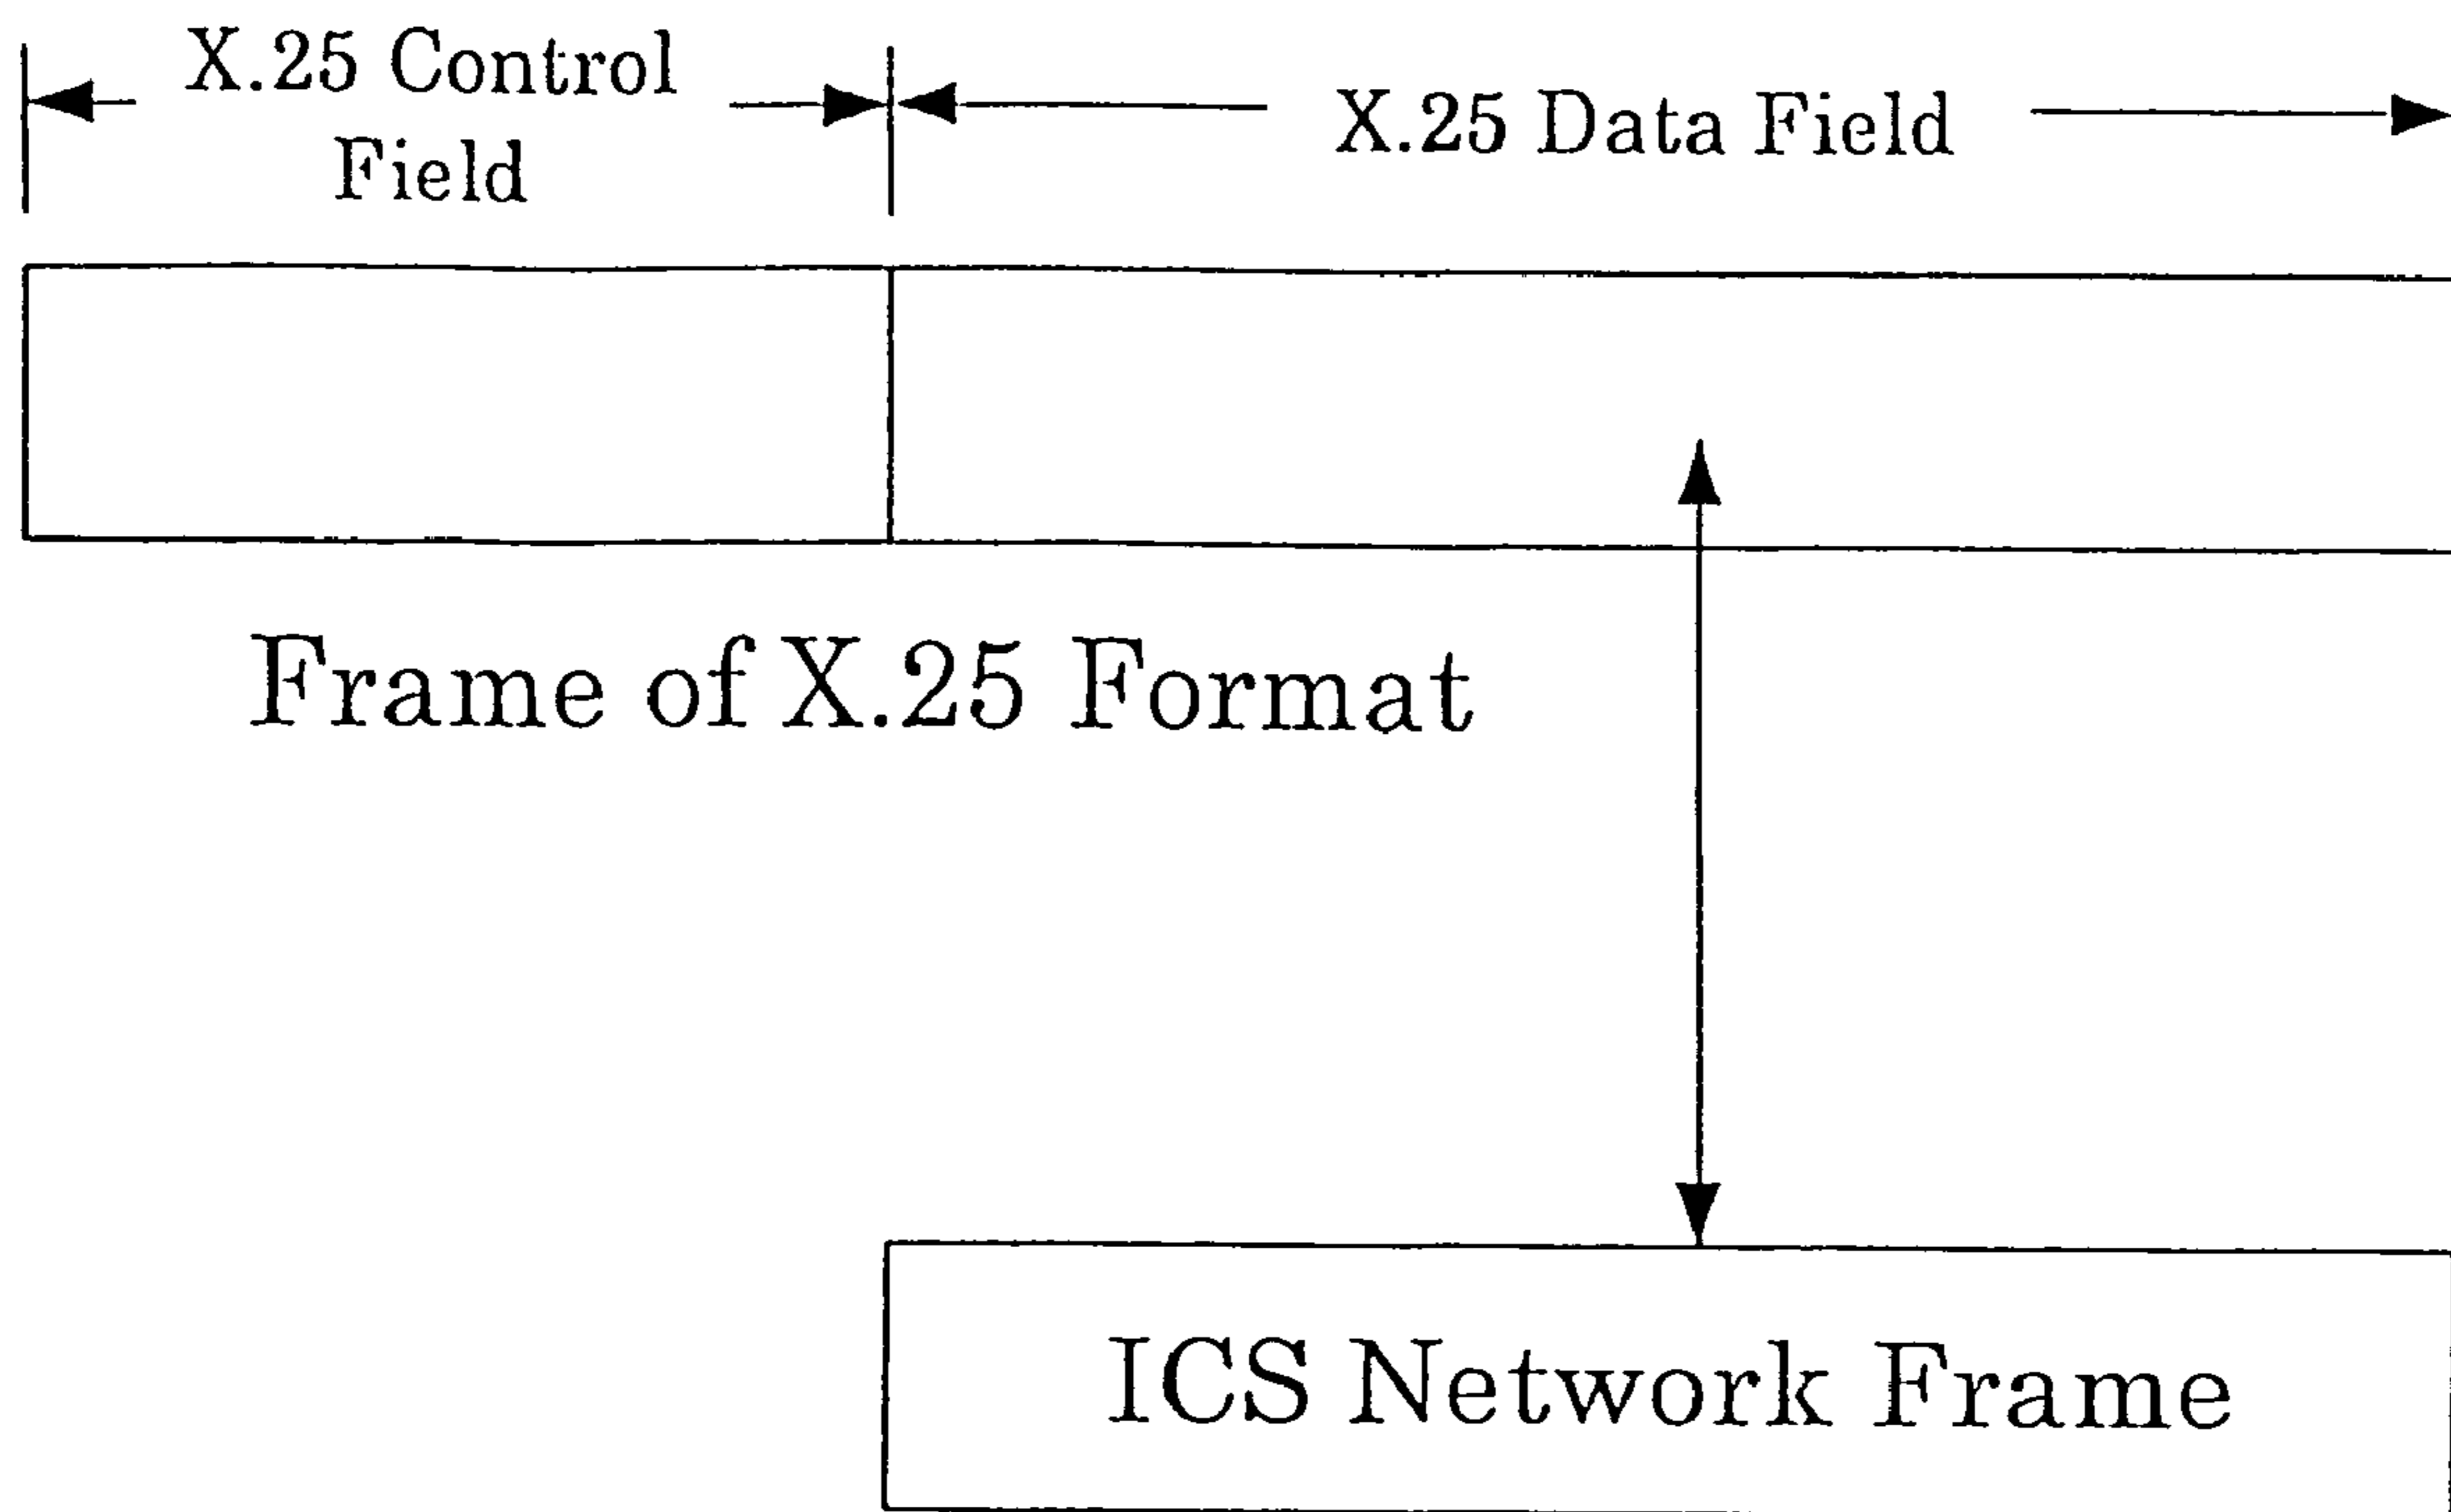 X.25 Control
Field
X.25 Data Field
Frame of X.25 Format
ICS Network Frame